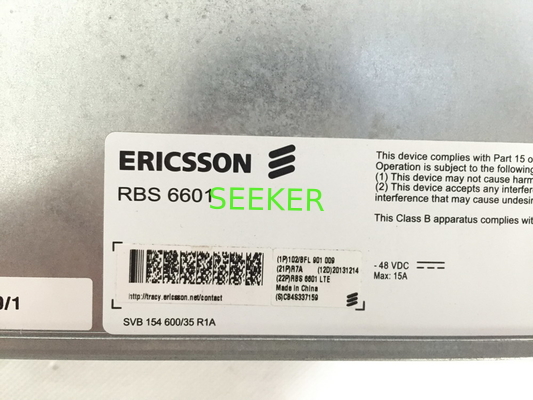 ERICSSON
RBS 6601
SEEKER
This device complies with Part 15 o
Operation is subject to the following
(1) This device may not cause harm
(2) This device accepts any interfere
interference that may cause undesi
This Class B apparatus complies wit
(1P)102/BFL 901 009
(21P)R7A (12D)20131214
(22P)RBS 6601 LTE
Made in China
(S)CB4S337159
http://tracy.ericsson.net/contact
- 48 VDC
Max: 15A
0/1
SVB 154 600/35 R1A